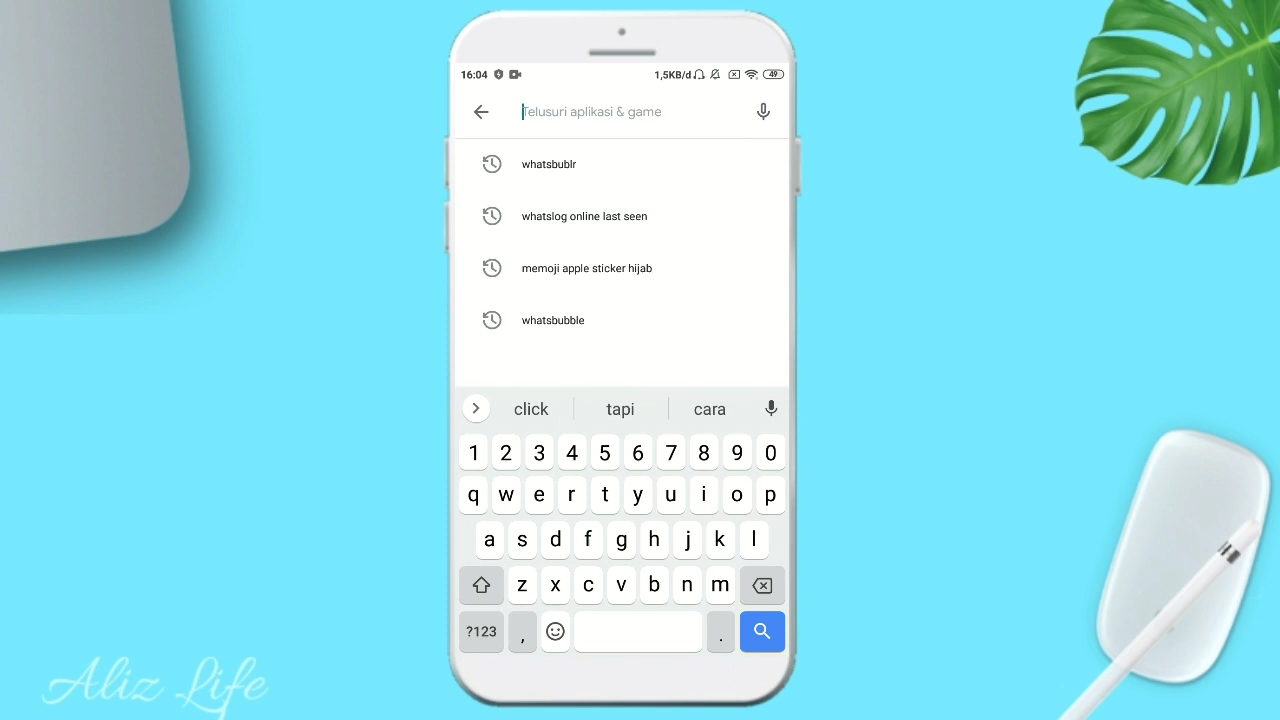 16:04 1,5KB/d 49
Telusuri aplikasi & game
whatsbublr
whatslog online last seen
memoji apple sticker hijab
whatsbubble
click tapi cara
1 2 3 4 5 6 7 8 9 0
q w e r t y u i o p
a s d f g h j k l
z x c v b n m
?123 , .
Aliz Life